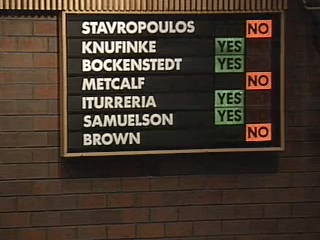 STAVROPOULOS NO
KNUFINKE YES
BOCKENSTEDT YES
METCALF NO
ITURRERIA YES
SAMUELSON YES
BROWN NO